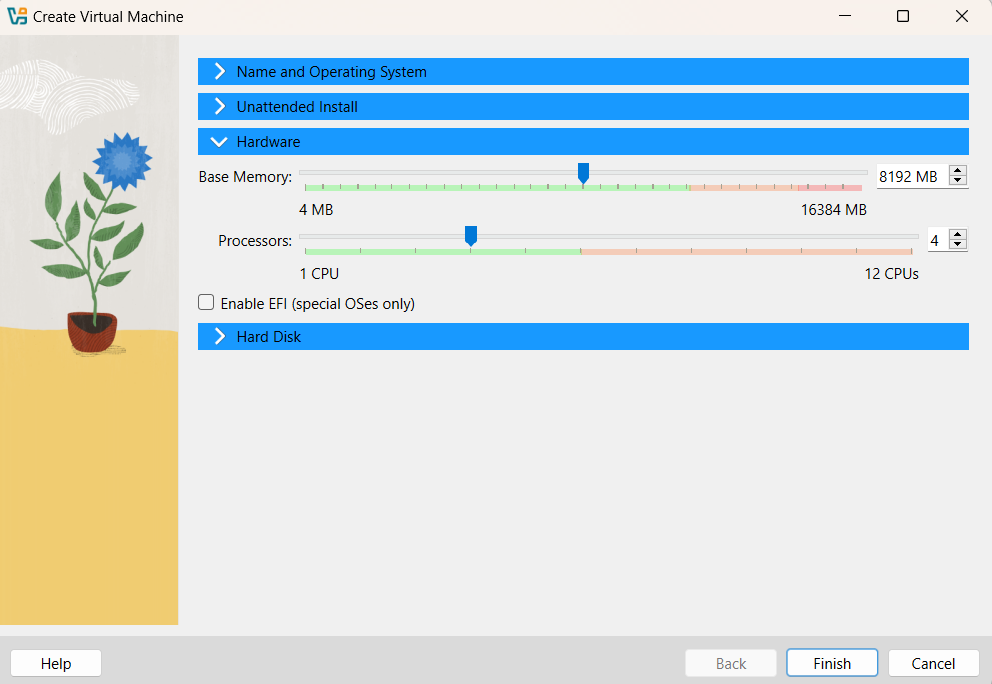 Create Virtual Machine
Name and Operating System
Unattended Install
Hardware
Base Memory: 8192 MB
4 MB 16384 MB
Processors: 4
1 CPU 12 CPUs
Enable EFI (special OSes only)
Hard Disk
Help Back Finish Cancel